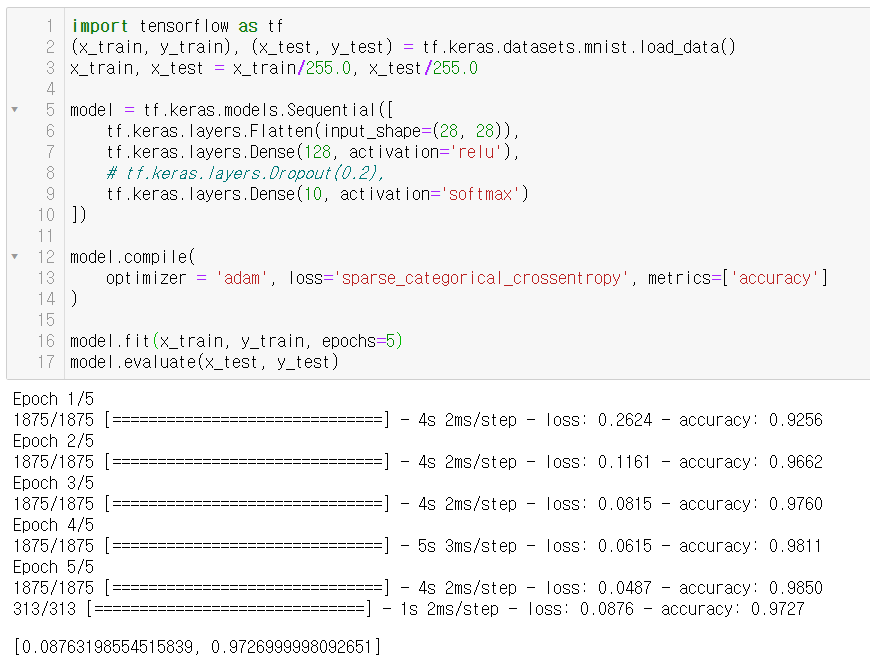 1 import tensorflow as tf
2 (x_train, y_train), (x_test, y_test) = tf.keras.datasets.mnist.load_data()
3 x_train, x_test = x_train/255.0, x_test/255.0
4
5 model = tf.keras.models.Sequential([
6     tf.keras.layers.Flatten(input_shape=(28, 28)),
7     tf.keras.layers.Dense(128, activation='relu'),
8     # tf.keras.layers.Dropout(0.2),
9     tf.keras.layers.Dense(10, activation='softmax')
10 ])
11
12 model.compile(
13     optimizer = 'adam', loss='sparse_categorical_crossentropy', metrics=['accuracy']
14 )
15
16 model.fit(x_train, y_train, epochs=5)
17 model.evaluate(x_test, y_test)
Epoch 1/5
1875/1875 [==============================] - 4s 2ms/step - loss: 0.2624 - accuracy: 0.9256
Epoch 2/5
1875/1875 [==============================] - 4s 2ms/step - loss: 0.1161 - accuracy: 0.9662
Epoch 3/5
1875/1875 [==============================] - 4s 2ms/step - loss: 0.0815 - accuracy: 0.9760
Epoch 4/5
1875/1875 [==============================] - 5s 3ms/step - loss: 0.0615 - accuracy: 0.9811
Epoch 5/5
1875/1875 [==============================] - 4s 2ms/step - loss: 0.0487 - accuracy: 0.9850
313/313 [==============================] - 1s 2ms/step - loss: 0.0876 - accuracy: 0.9727
[0.08763198554515839, 0.9726999998092651]